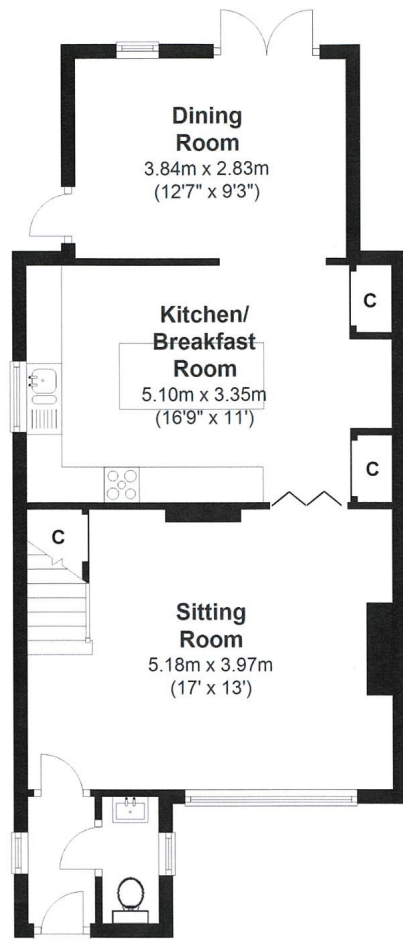 Dining
Room
3.84m x 2.83m
(12'7" x 9'3")
C
Kitchen/
Breakfast
Room
5.10m x 3.35m
(16'9" x 11')
C
C
Sitting
Room
5.18m x 3.97m
(17' x 13')